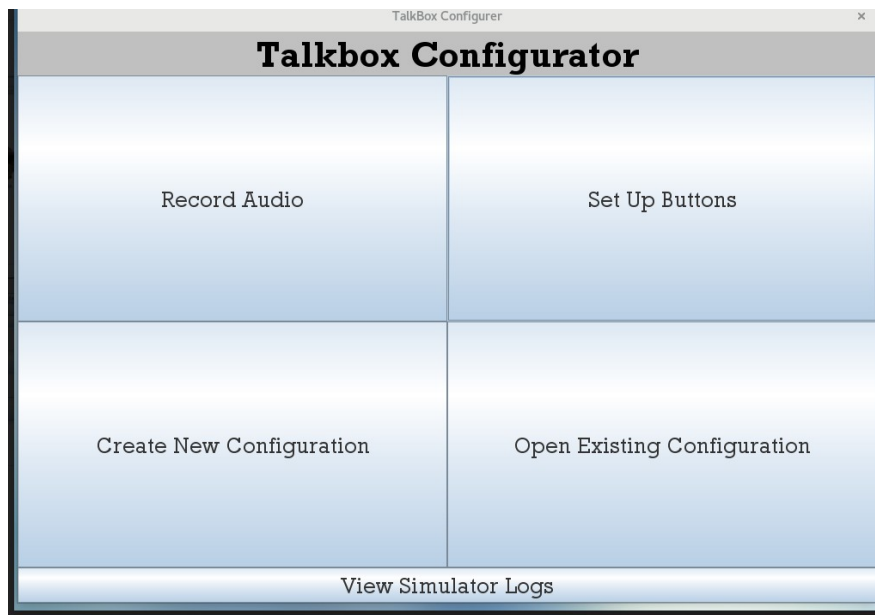 TalkBox Configurer
Talkbox Configurator
Record Audio
Set Up Buttons
Create New Configuration
Open Existing Configuration
View Simulator Logs